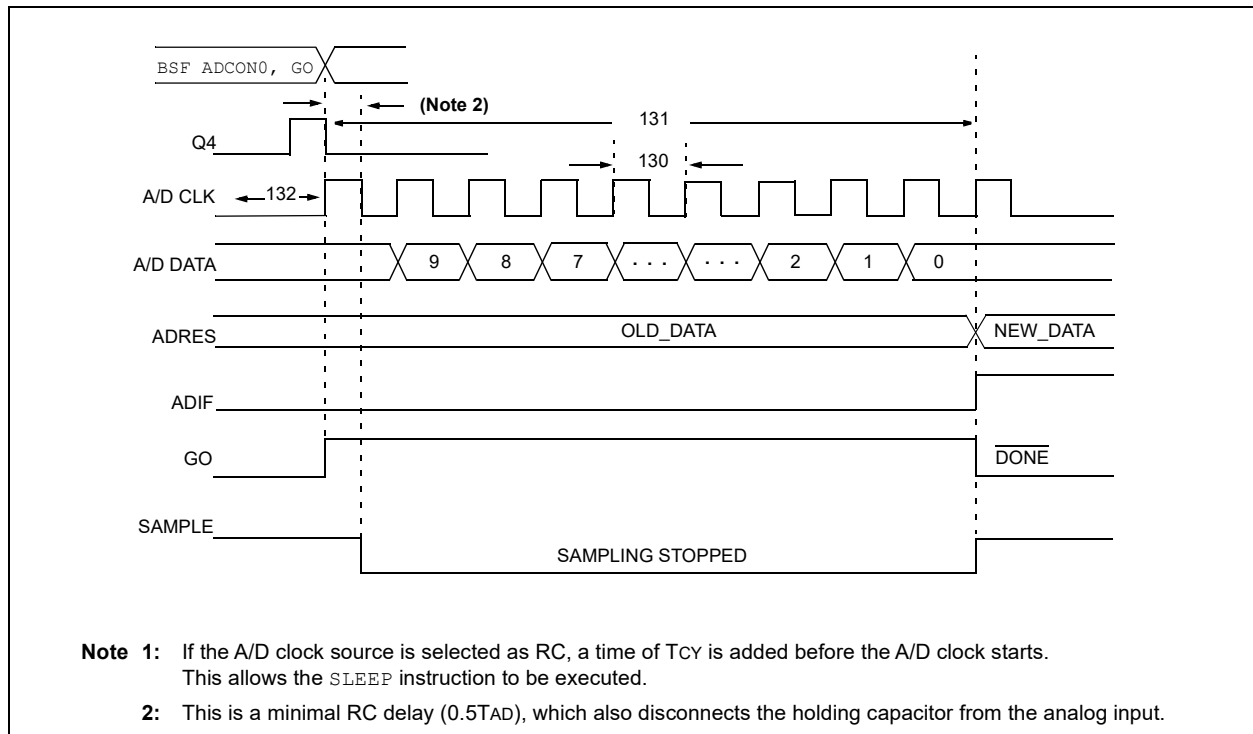 BSF ADCON0, GO
(Note 2)
131
Q4
130
A/D CLK
132
A/D DATA
9 8 7 . . . . . . 2 1 0
ADRES
OLD_DATA
NEW_DATA
ADIF
GO
DONE
SAMPLE
SAMPLING STOPPED
Note 1: If the A/D clock source is selected as RC, a time of TCY is added before the A/D clock starts.
This allows the SLEEP instruction to be executed.
2: This is a minimal RC delay (0.5TAD), which also disconnects the holding capacitor from the analog input.